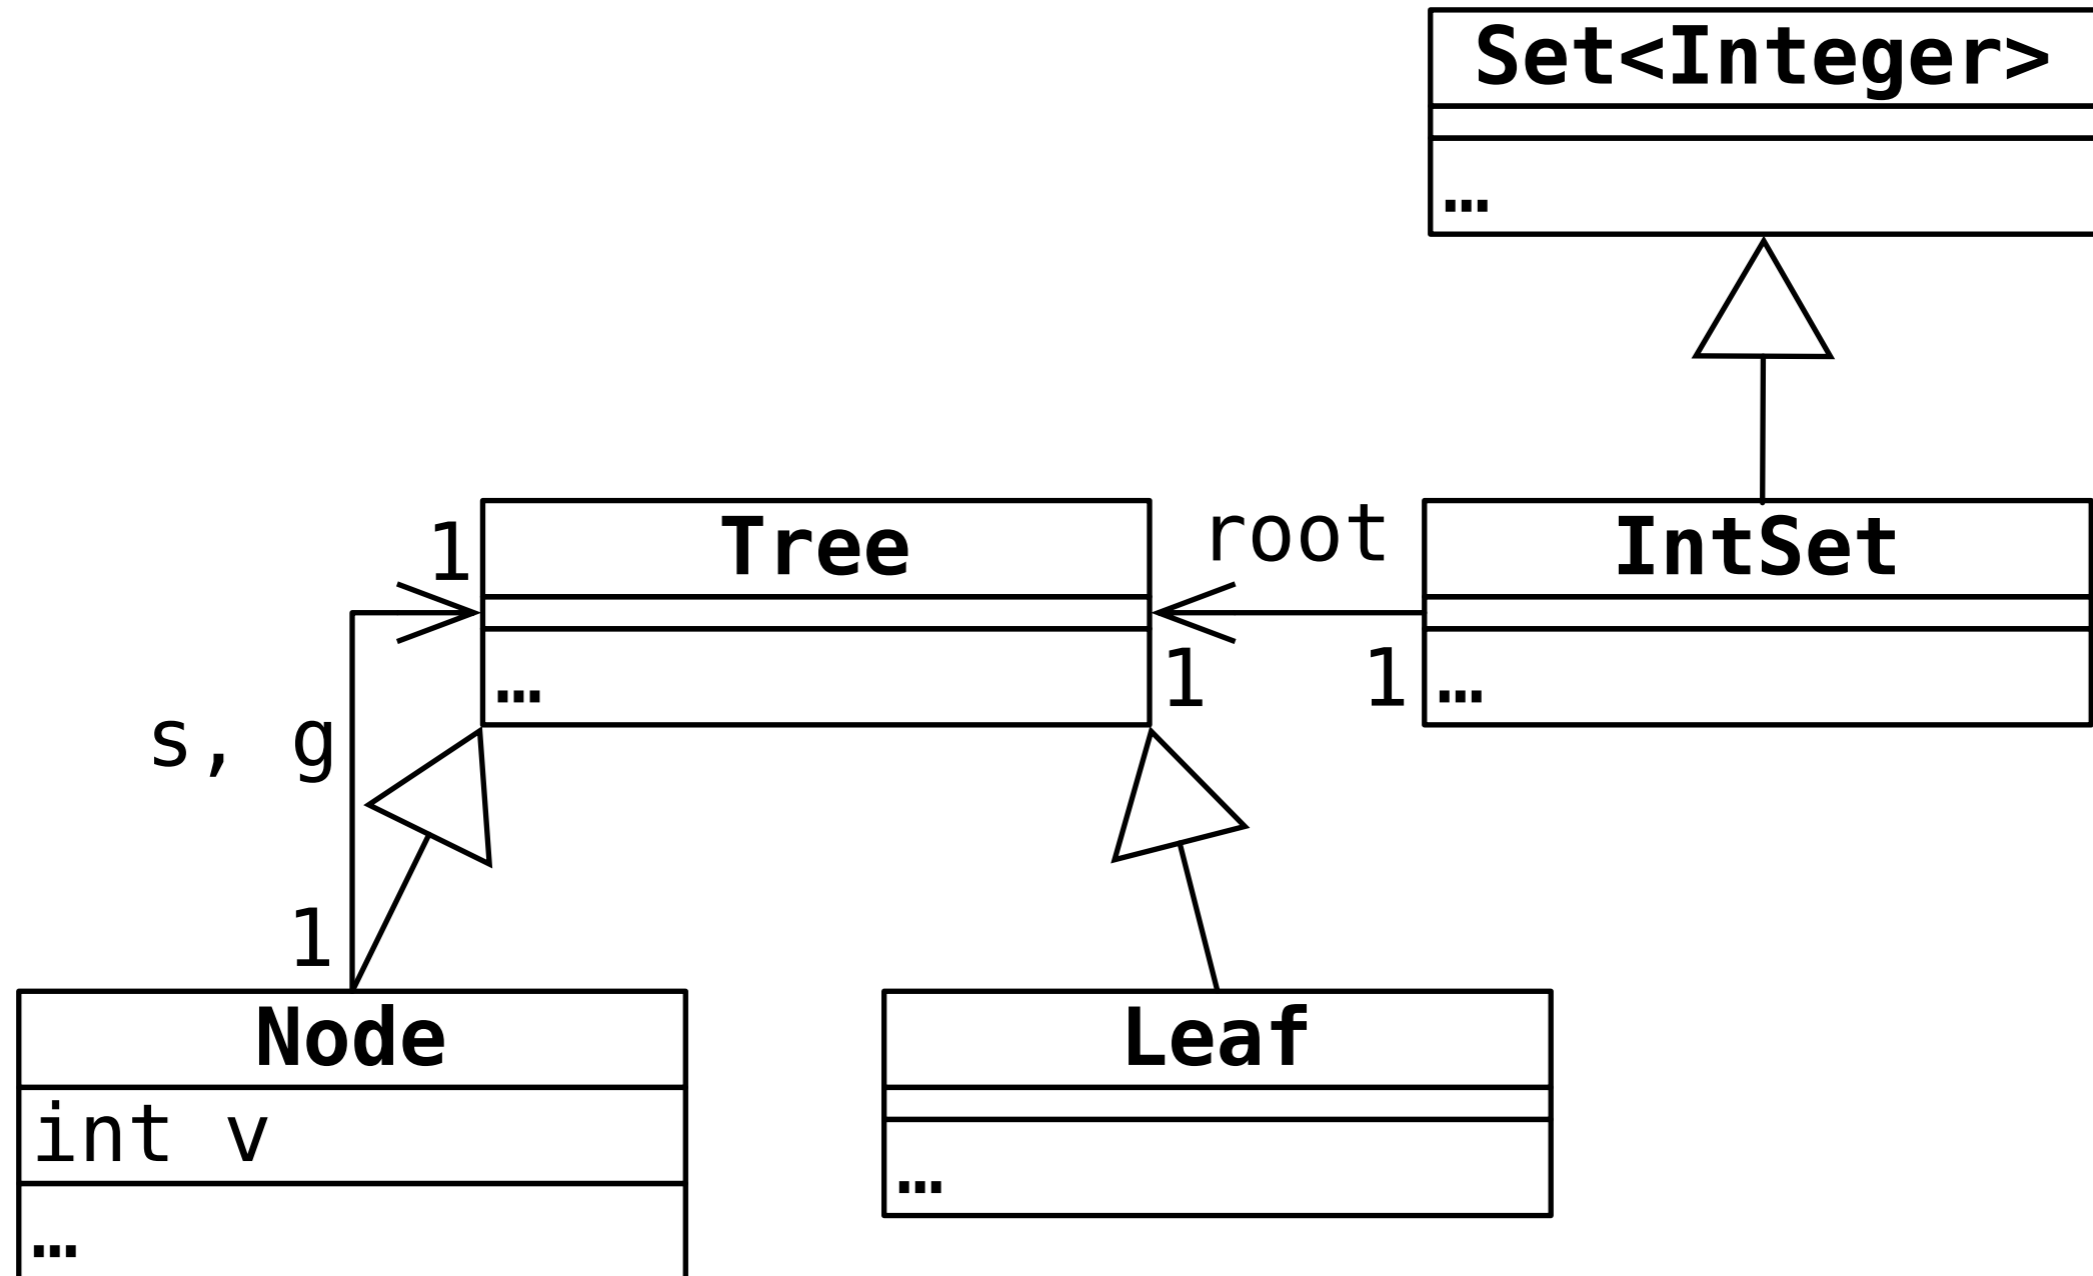 Set<Integer>
…
1
Tree
root
IntSet
…
1
1
…
s, g
1
Node
Leaf
int v
…
…